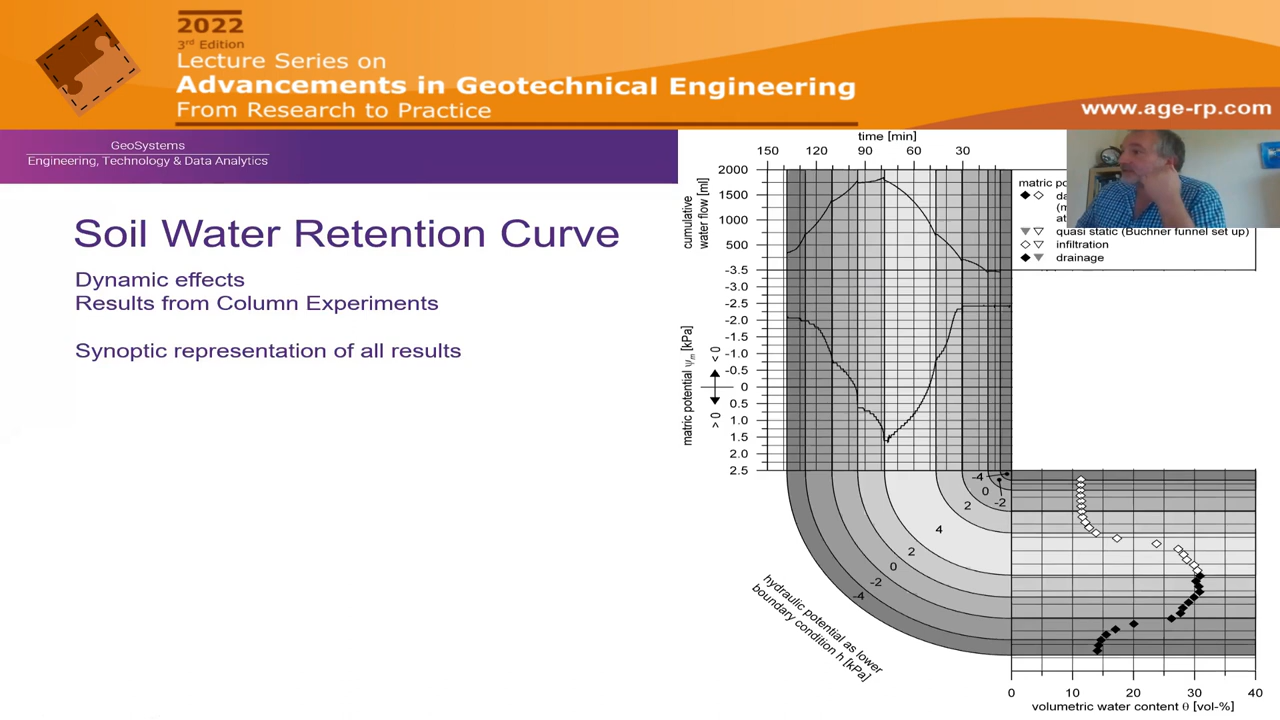 2022
3rd Edition
Lecture Series on
Advancements in Geotechnical Engineering
From Research to Practice
www.age-rp.com
GeoSystems
Engineering, Technology & Data Analytics
Soil Water Retention Curve
Dynamic effects
Results from Column Experiments
Synoptic representation of all results
time [min]
150 120 90 60 30
cumulative
water flow [ml]
2000
1500
1000
500
-3.5
-3.0
-2.5
-2.0
-1.5
-1.0
-0.5
0
0.5
1.0
1.5
2.0
2.5
matric potential ψm [kPa]
> 0 < 0
matric po
quasi static (Buchner funnel set up)
infiltration
drainage
-4
0
-2
2
4
2
0
-2
-4
hydraulic potential as lower
boundary condition h [kPa]
0 10 20 30 40
volumetric water content θ [vol-%]